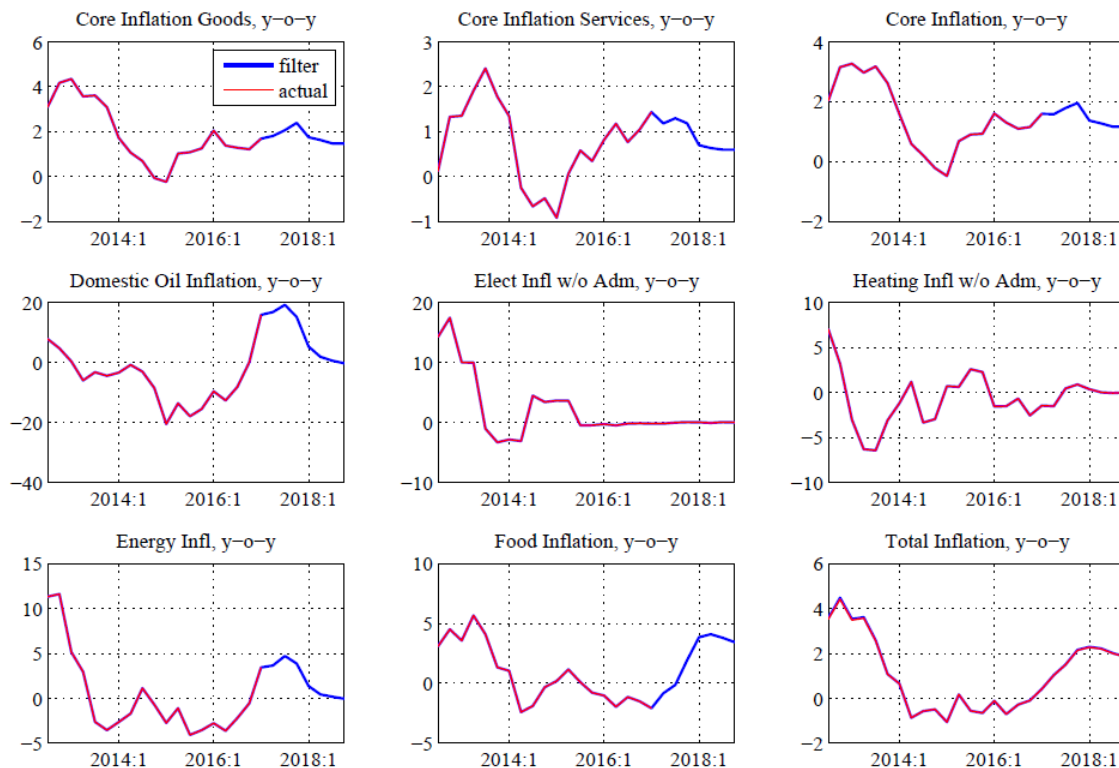 Core Inflation Goods, y−o−y
6
4
2
0
−2
2014:1 2016:1 2018:1
filter
actual
Core Inflation Services, y−o−y
3
2
1
0
−1
2014:1 2016:1 2018:1
Core Inflation, y−o−y
4
2
0
−2
2014:1 2016:1 2018:1
Domestic Oil Inflation, y−o−y
20
0
−20
−40
2014:1 2016:1 2018:1
Elect Infl w/o Adm, y−o−y
20
10
0
−10
2014:1 2016:1 2018:1
Heating Infl w/o Adm, y−o−y
10
5
0
−5
−10
2014:1 2016:1 2018:1
Energy Infl, y−o−y
15
10
5
0
−5
2014:1 2016:1 2018:1
Food Inflation, y−o−y
10
5
0
−5
2014:1 2016:1 2018:1
Total Inflation, y−o−y
6
4
2
0
−2
2014:1 2016:1 2018:1